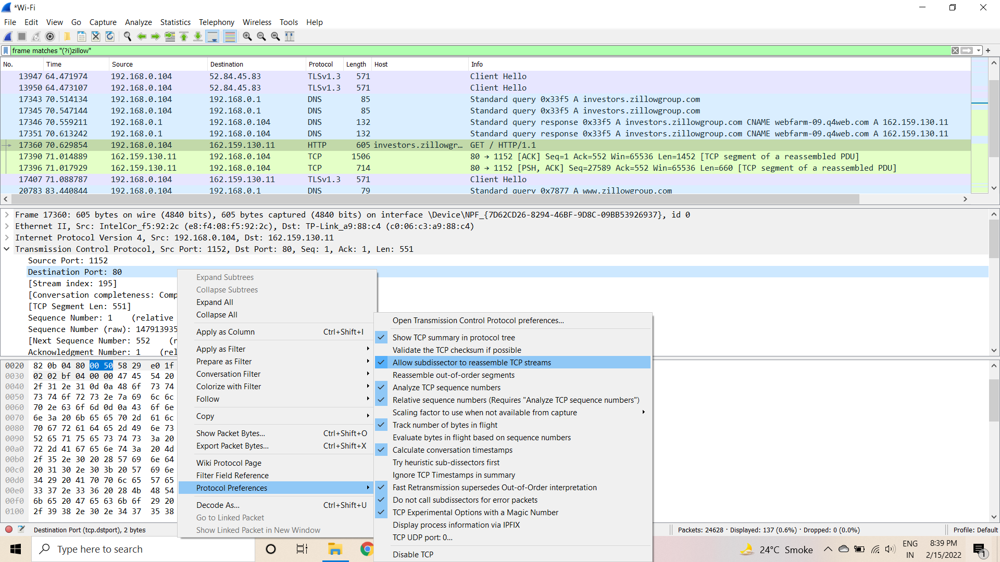 *Wi-Fi
File Edit View Go Capture Analyze Statistics Telephony Wireless Tools Help
frame matches "(?i)zillow"
No. Time Source Destination Protocol Length Host Info
13947 64.471974 192.168.0.104 52.84.45.83 TLSv1.3 571 Client Hello
13950 64.473107 192.168.0.104 52.84.45.83 TLSv1.3 571 Client Hello
17343 70.514134 192.168.0.104 192.168.0.1 DNS 85 Standard query 0x33f5 A investors.zillowgroup.com
17345 70.547144 192.168.0.104 192.168.0.1 DNS 85 Standard query 0x33f5 A investors.zillowgroup.com
17346 70.559211 192.168.0.1 192.168.0.104 DNS 132 Standard query response 0x33f5 A investors.zillowgroup.com CNAME webfarm-09.q4web.com A 162.159.130.11
17351 70.613242 192.168.0.1 192.168.0.104 DNS 132 Standard query response 0x33f5 A investors.zillowgroup.com CNAME webfarm-09.q4web.com A 162.159.130.11
17360 70.629854 192.168.0.104 162.159.130.11 HTTP 605 investors.zillowgr… GET / HTTP/1.1
17390 71.014889 162.159.130.11 192.168.0.104 TCP 1506 80 → 1152 [ACK] Seq=1 Ack=552 Win=65536 Len=1452 [TCP segment of a reassembled PDU]
17396 71.017929 162.159.130.11 192.168.0.104 TCP 714 80 → 1152 [PSH, ACK] Seq=27589 Ack=552 Win=65536 Len=660 [TCP segment of a reassembled PDU]
17407 71.088787 192.168.0.104 162.159.130.11 TLSv1.3 571 Client Hello
20783 83.440844 192.168.0.104 192.168.0.1 DNS 79 Standard query 0x7877 A www.zillowgroup.com
Frame 17360: 605 bytes on wire (4840 bits), 605 bytes captured (4840 bits) on interface \Device\NPF_{7D62CD26-8294-46BF-9D8C-09BB53926937}, id 0
Ethernet II, Src: IntelCor_f5:92:2c (e8:f4:08:f5:92:2c), Dst: TP-Link_a9:88:c4 (c0:06:c3:a9:88:c4)
Internet Protocol Version 4, Src: 192.168.0.104, Dst: 162.159.130.11
Transmission Control Protocol, Src Port: 1152, Dst Port: 80, Seq: 1, Ack: 1, Len: 551
Source Port: 1152
Destination Port: 80
[Stream index: 195]
[Conversation completeness: Comp
[TCP Segment Len: 551]
Sequence Number: 1 (relative
Sequence Number (raw): 147913935
[Next Sequence Number: 552 (r
Acknowledgment Number: 1 (rel
0020 82 0b 04 80 00 50 58 29 e0 1f
0030 02 02 bf 04 00 00 47 45 54 20
0040 2f 31 2e 31 0d 0a 48 6f 73 74
0050 73 74 6f 72 73 2e 7a 69 6c 6c
0060 70 2e 63 6f 6d 0d 0a 43 6f 6e
0070 6e 3a 20 6b 65 65 70 2d 61 6c
0080 70 67 72 61 64 65 2d 49 6e 73
0090 52 65 71 75 65 73 74 73 3a 20
00a0 72 2d 41 67 65 6e 74 3a 20 4d
00b0 2f 35 2e 30 20 28 57 69 6e 64
00c0 20 31 30 2e 30 3b 20 57 69 6e
00d0 34 29 20 41 70 70 6c 65 57 65
00e0 33 37 2e 33 36 20 28 4b 48 54
00f0 6b 65 20 47 65 63 6b 6f 29 20
0100 2f 39 38 2e 30 2e 34 37 35 38
Expand Subtrees
Collapse Subtrees
Expand All
Collapse All
Apply as Column Ctrl+Shift+I
Apply as Filter
Prepare as Filter
Conversation Filter
Colorize with Filter
Follow
Copy
Show Packet Bytes... Ctrl+Shift+O
Export Packet Bytes... Ctrl+Shift+X
Wiki Protocol Page
Filter Field Reference
Protocol Preferences
Decode As... Ctrl+Shift+U
Go to Linked Packet
Show Linked Packet in New Window
Open Transmission Control Protocol preferences...
Show TCP summary in protocol tree
Validate the TCP checksum if possible
Allow subdissector to reassemble TCP streams
Reassemble out-of-order segments
Analyze TCP sequence numbers
Relative sequence numbers (Requires "Analyze TCP sequence numbers")
Scaling factor to use when not available from capture
Track number of bytes in flight
Evaluate bytes in flight based on sequence numbers
Calculate conversation timestamps
Try heuristic sub-dissectors first
Ignore TCP Timestamps in summary
Fast Retransmission supersedes Out-of-Order interpretation
Do not call subdissectors for error packets
TCP Experimental Options with a Magic Number
Display process information via IPFIX
TCP UDP port: 0...
Disable TCP
Destination Port (tcp.dstport), 2 bytes
Packets: 24628 · Displayed: 137 (0.6%) · Dropped: 0 (0.0%)
Profile: Default
Type here to search
24°C Smoke
ENG
IN
8:39 PM
2/15/2022
1